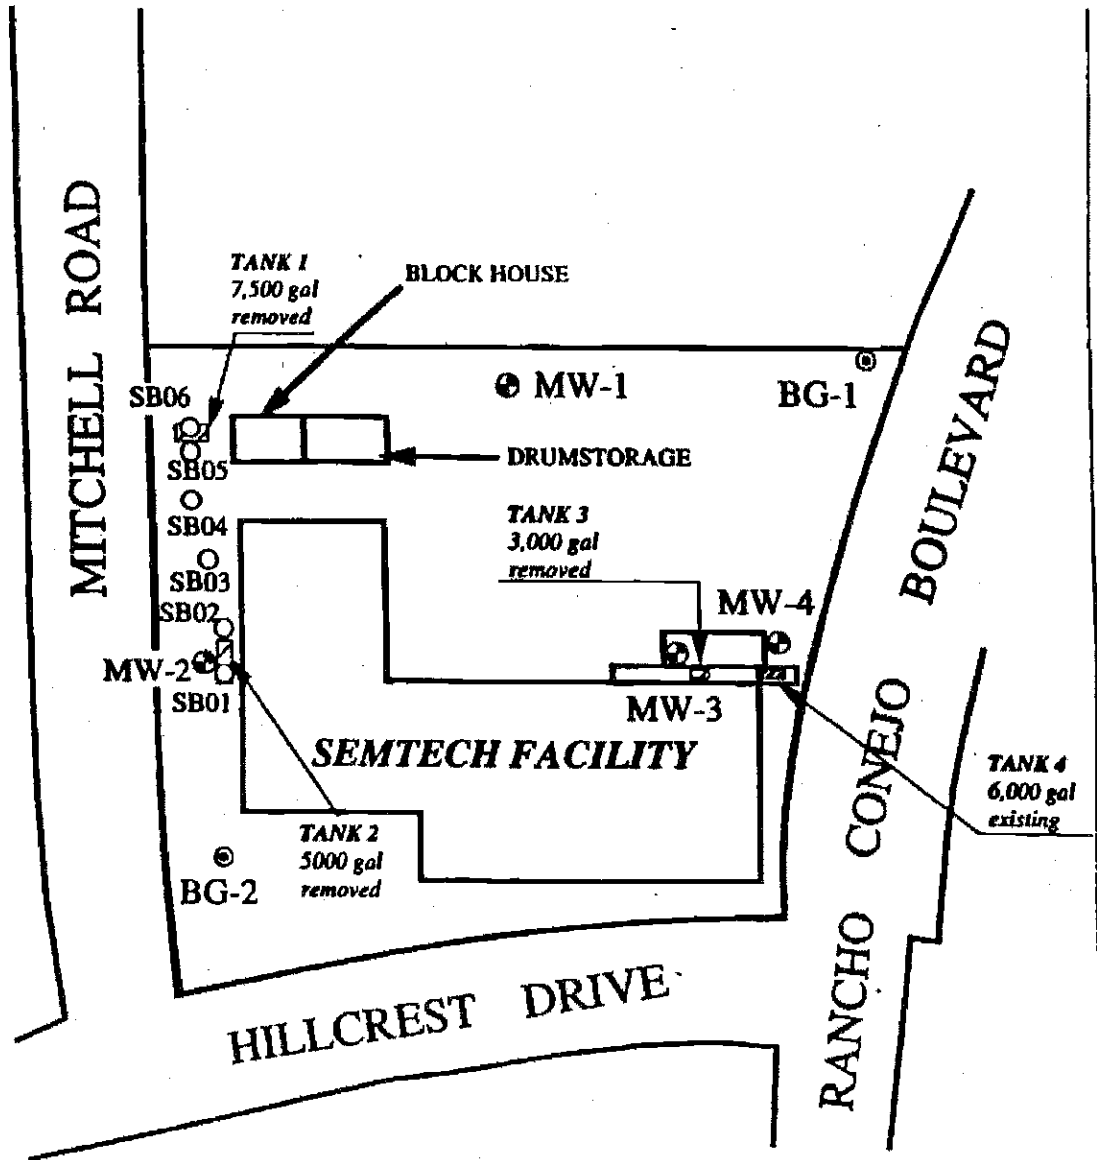 MITCHELL ROAD
TANK 1
7,500 gal
removed
BLOCK HOUSE
SB06
MW-1
BG-1
SB05
DRUMSTORAGE
SB04
TANK 3
3,000 gal
removed
SB03
SB02
MW-4
MW-2
SB01
MW-3
SEMTECH FACILITY
TANK 4
6,000 gal
existing
TANK 2
5000 gal
removed
BG-2
HILLCREST DRIVE
RANCHO CONEJO BOULEVARD